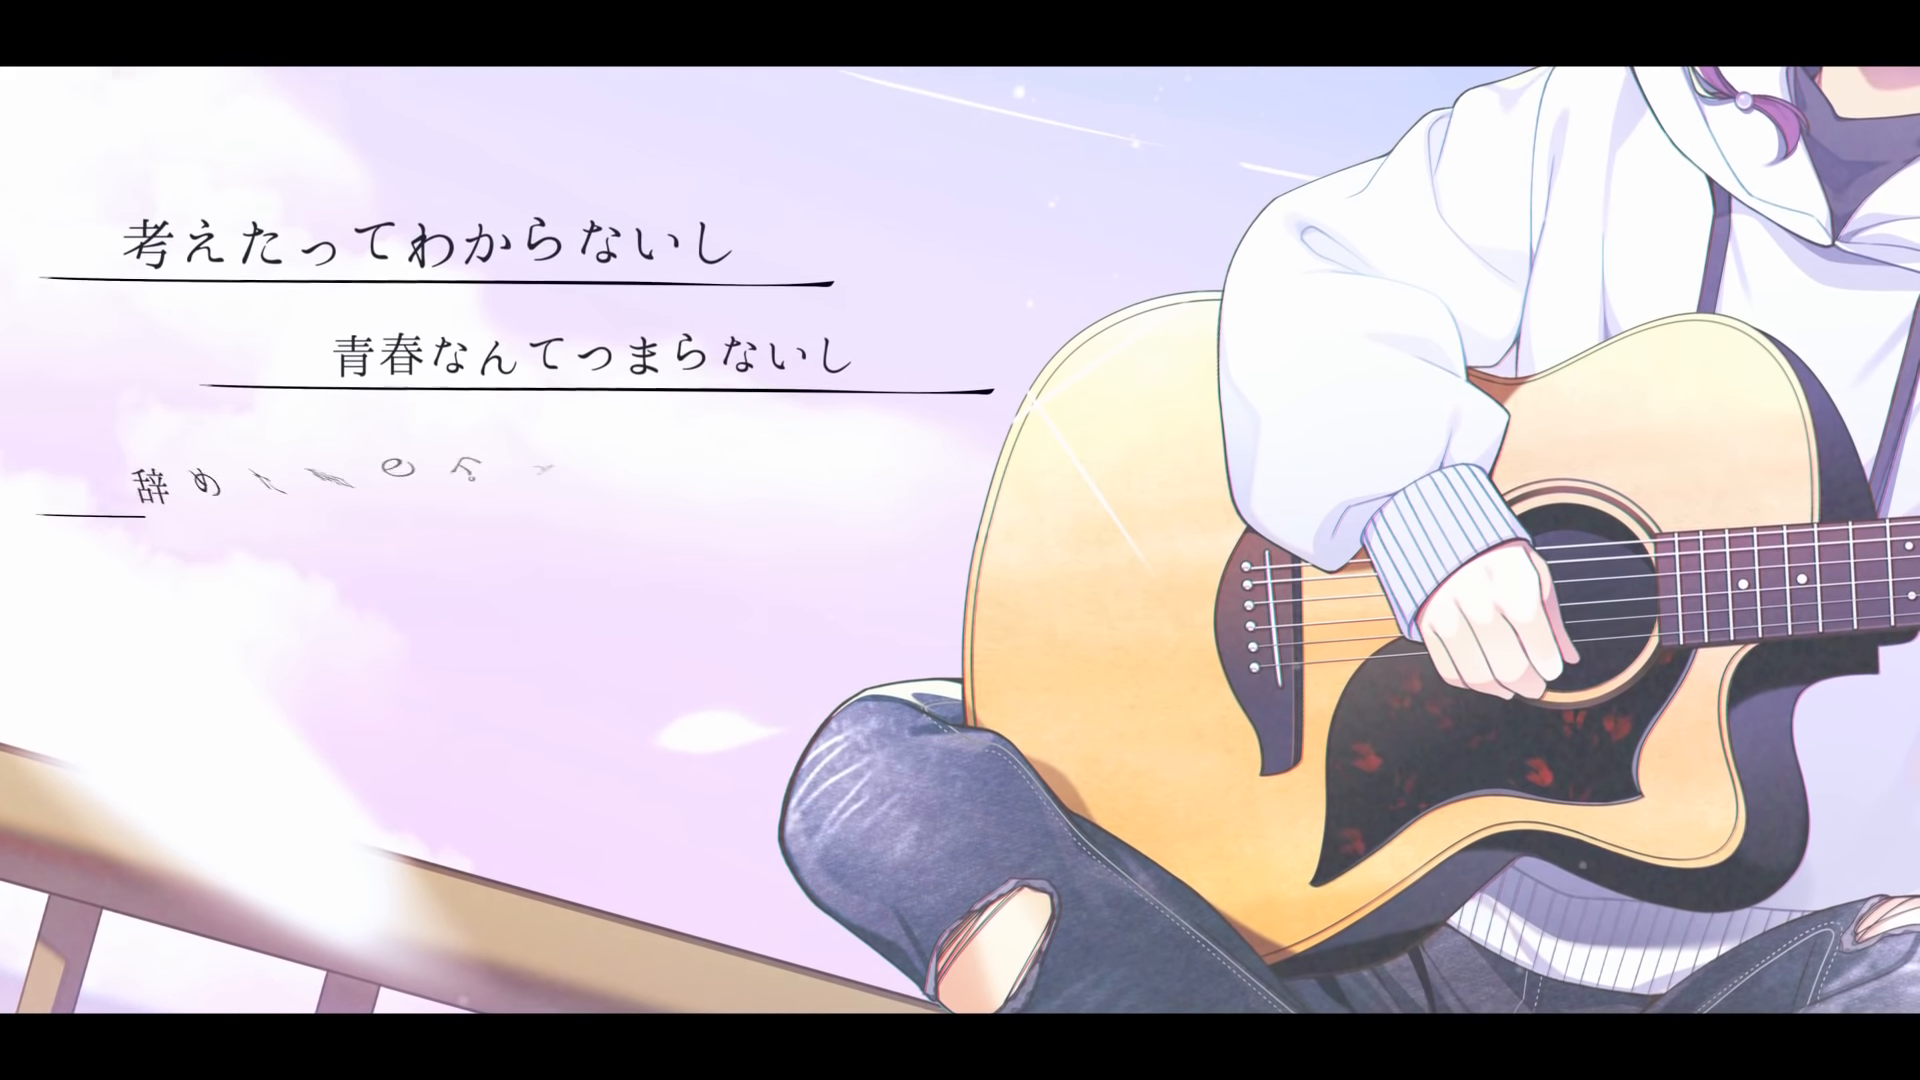 考えたってわからないし
青春なんてつまらないし
辞めた